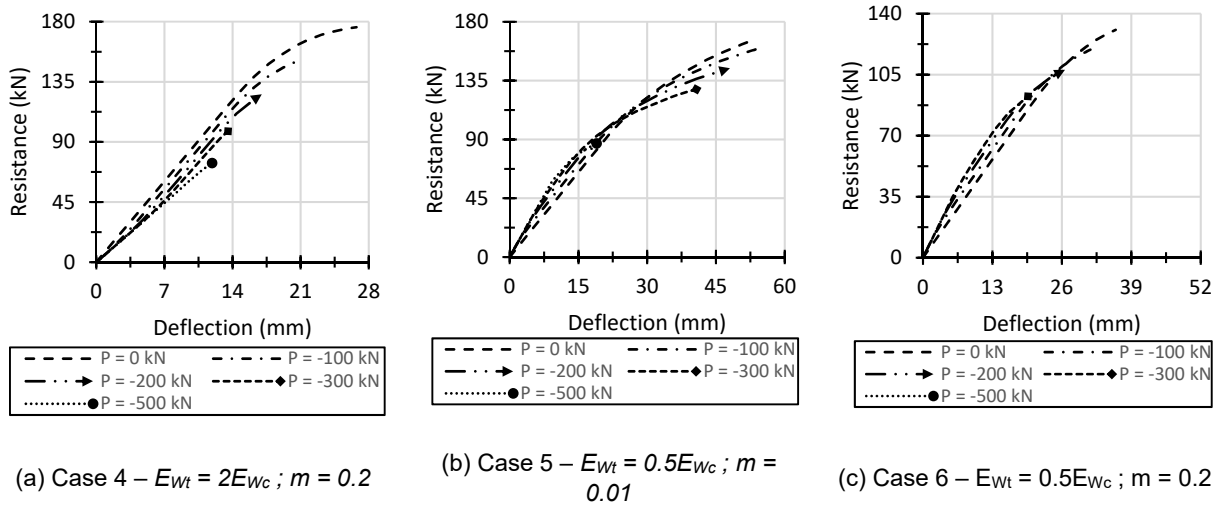 180
135
90
45
0
Resistance (kN)
0 7 14 21 28
Deflection (mm)
P = 0 kN P = -100 kN
P = -200 kN P = -300 kN
P = -500 kN
(a) Case 4 – EWt = 2EWc ; m = 0.2
180
135
90
45
0
Resistance (kN)
0 15 30 45 60
Deflection (mm)
P = 0 kN P = -100 kN
P = -200 kN P = -300 kN
P = -500 kN
(b) Case 5 – EWt = 0.5EWc ; m =
0.01
140
105
70
35
0
Resistance (kN)
0 13 26 39 52
Deflection (mm)
P = 0 kN P = -100 kN
P = -200 kN P = -300 kN
P = -500 kN
(c) Case 6 – EWt = 0.5EWc ; m = 0.2